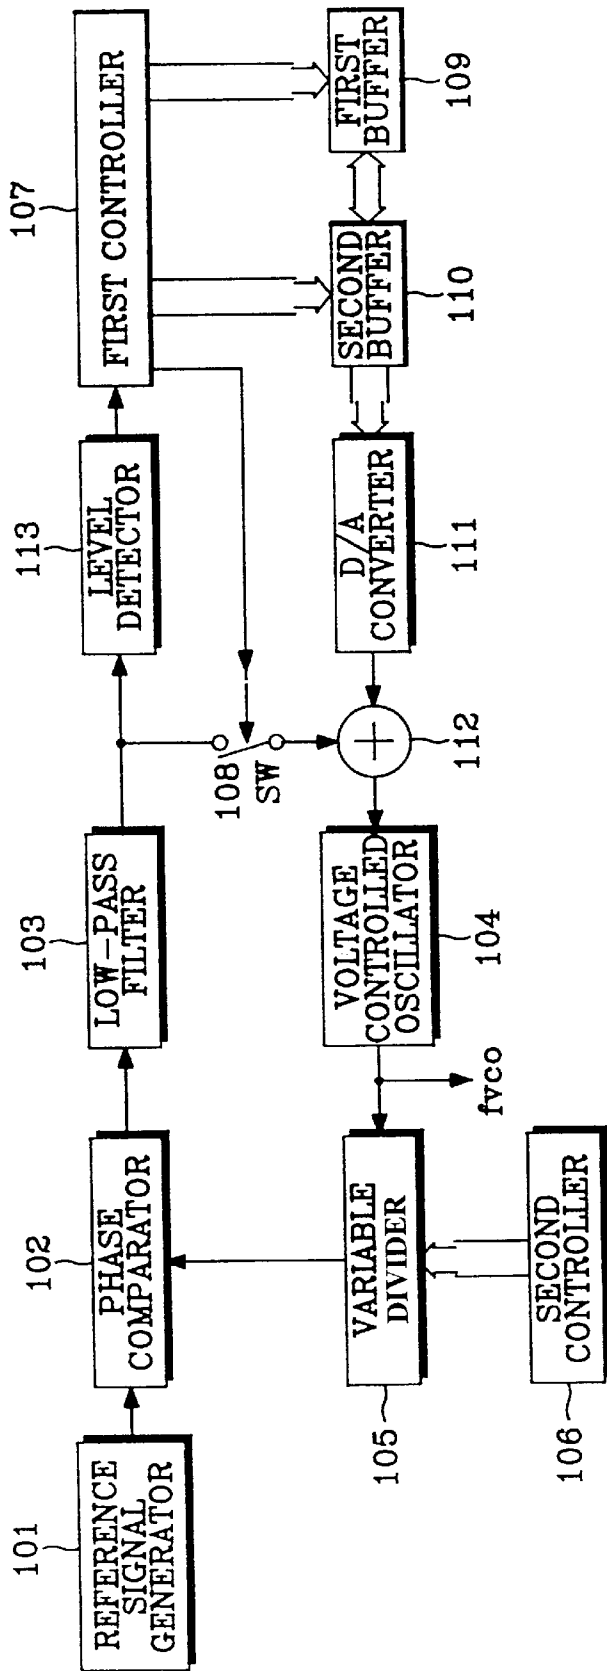 101
REFERENCE
SIGNAL
GENERATOR
102
PHASE
COMPARATOR
103
LOW-PASS
FILTER
113
LEVEL
DETECTOR
107
FIRST CONTROLLER
108
SW
105
VARIABLE
DIVIDER
fvco
VOLTAGE
CONTROLLED
OSCILLATOR
104
112
D/A
CONVERTER
111
SECOND
BUFFER
110
FIRST
BUFFER
109
106
SECOND
CONTROLLER